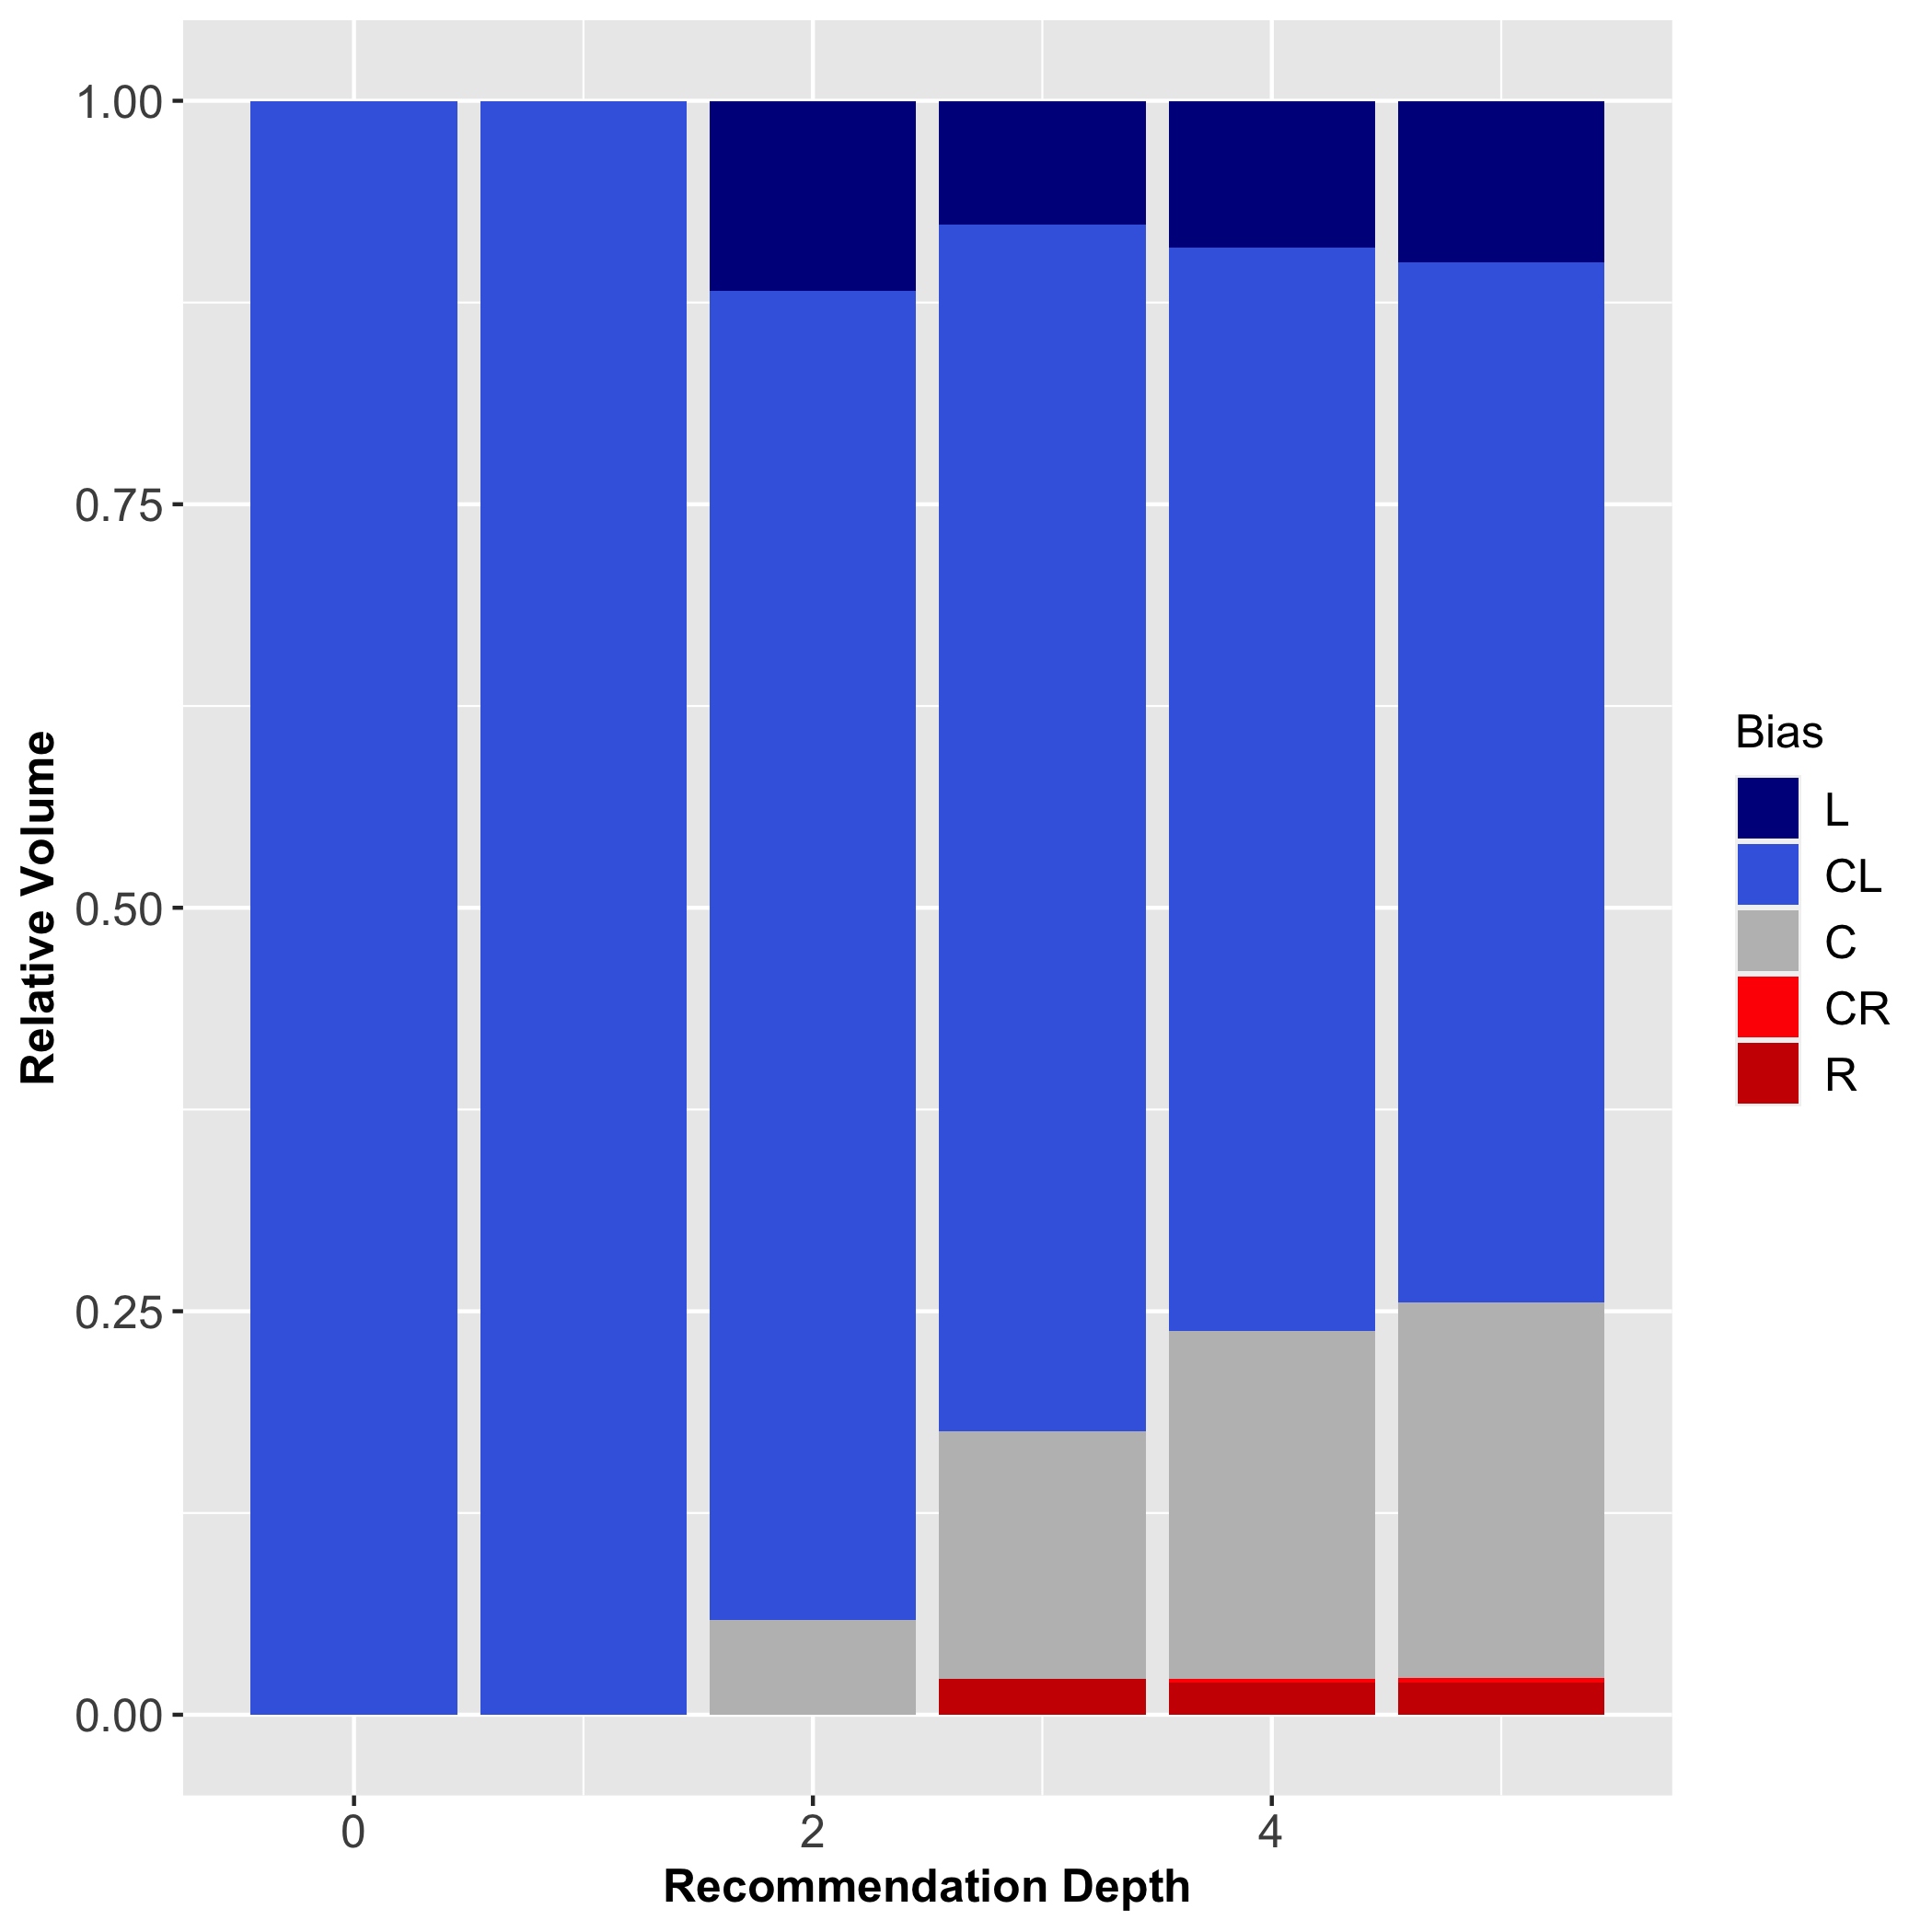 1.00
0.75
0.50
0.25
0.00
Relative Volume
0 2 4
Recommendation Depth
Bias
L
CL
C
CR
R